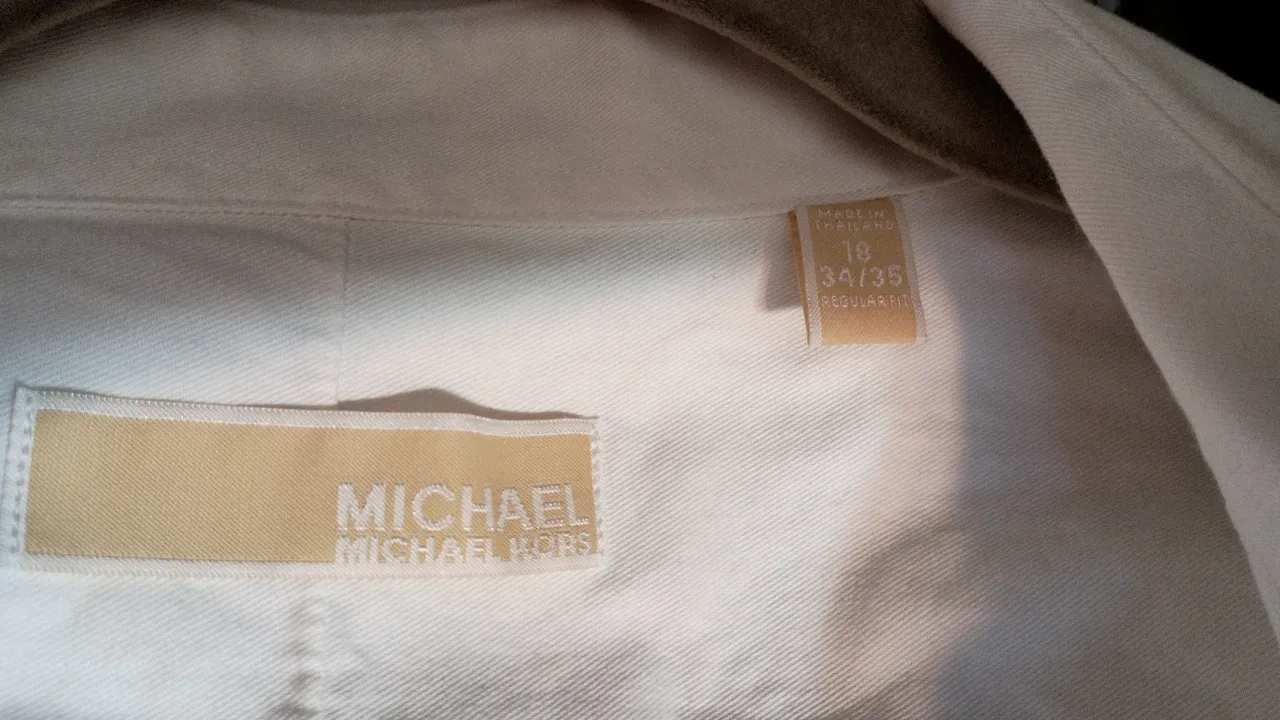 MADE IN
THAILAND
18
34/35
REGULAR FIT
MICHAEL
MICHAEL KORS